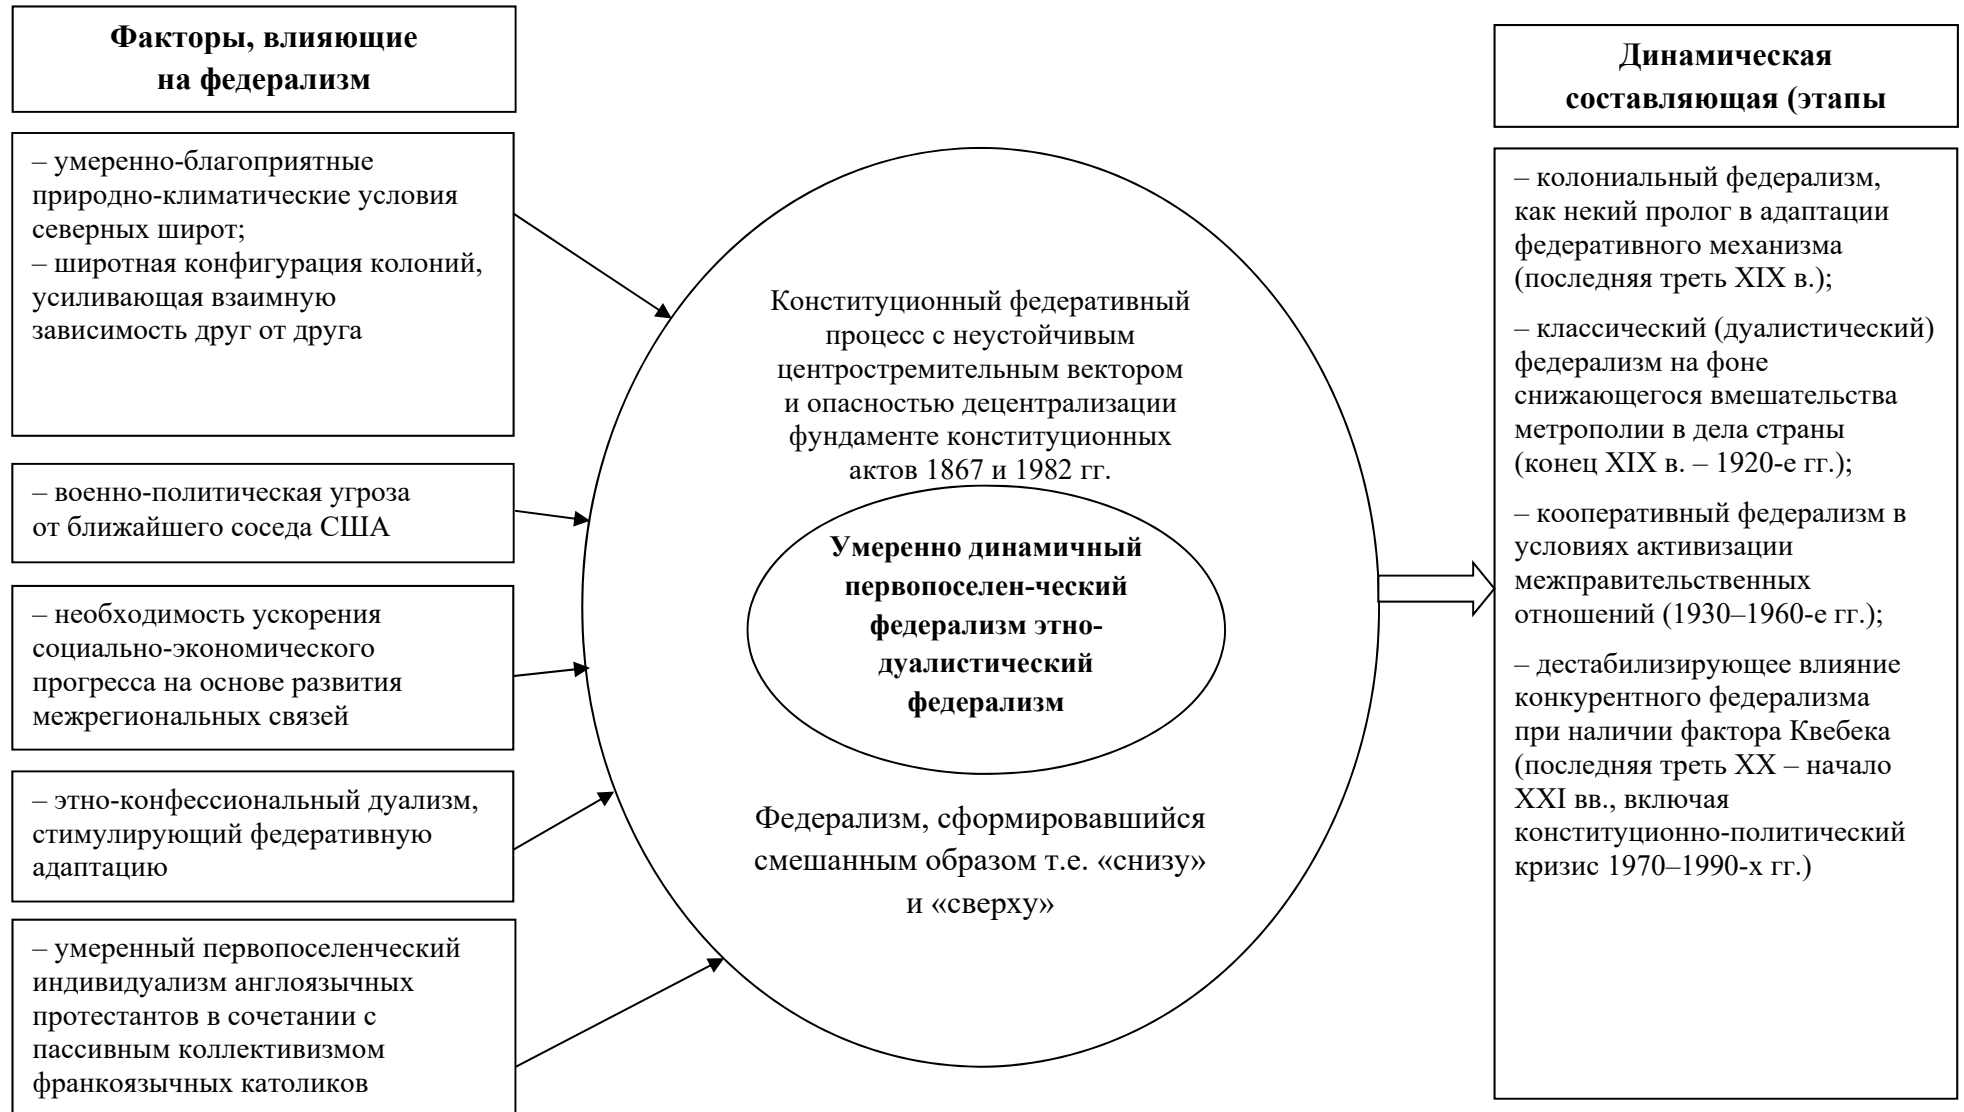 Факторы, влияющие
на федерализм
– умеренно-благоприятные
природно-климатические условия
северных широт;
– широтная конфигурация колоний,
усиливающая взаимную
зависимость друг от друга
– военно-политическая угроза
от ближайшего соседа США
– необходимость ускорения
социально-экономического
прогресса на основе развития
межрегиональных связей
– этно-конфессиональный дуализм,
стимулирующий федеративную
адаптацию
– умеренный первопоселенческий
индивидуализм англоязычных
протестантов в сочетании с
пассивным коллективизмом
франкоязычных католиков
Конституционный федеративный
процесс с неустойчивым
центростремительным вектором
и опасностью децентрализации
фундаменте конституционных
актов 1867 и 1982 гг.
Умеренно динамичный
первопоселен-ческий
федерализм этно-
дуалистический
федерализм
Федерализм, сформировавшийся
смешанным образом т.е. «снизу»
и «сверху»
Динамическая
составляющая (этапы
– колониальный федерализм,
как некий пролог в адаптации
федеративного механизма
(последняя треть XIX в.);
– классический (дуалистический)
федерализм на фоне
снижающегося вмешательства
метрополии в дела страны
(конец XIX в. – 1920-е гг.);
– кооперативный федерализм в
условиях активизации
межправительственных
отношений (1930–1960-е гг.);
– дестабилизирующее влияние
конкурентного федерализма
при наличии фактора Квебека
(последняя треть XX – начало
XXI вв., включая
конституционно-политический
кризис 1970–1990-х гг.)